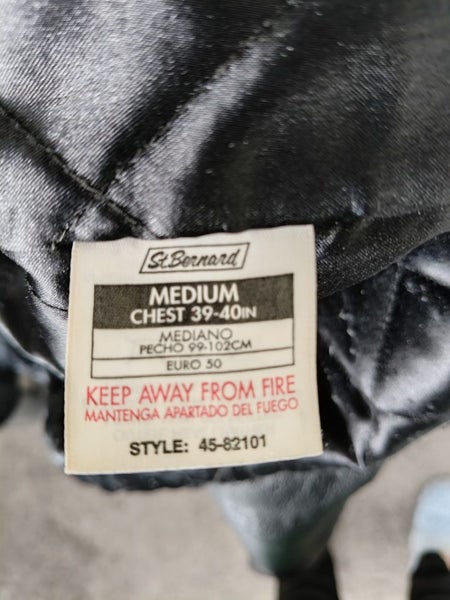 St.Bernard
MEDIUM
CHEST 39-40IN
MEDIANO
PECHO 99-102CM
EURO 50
KEEP AWAY FROM FIRE
MANTENGA APARTADO DEL FUEGO
STYLE: 45-82101